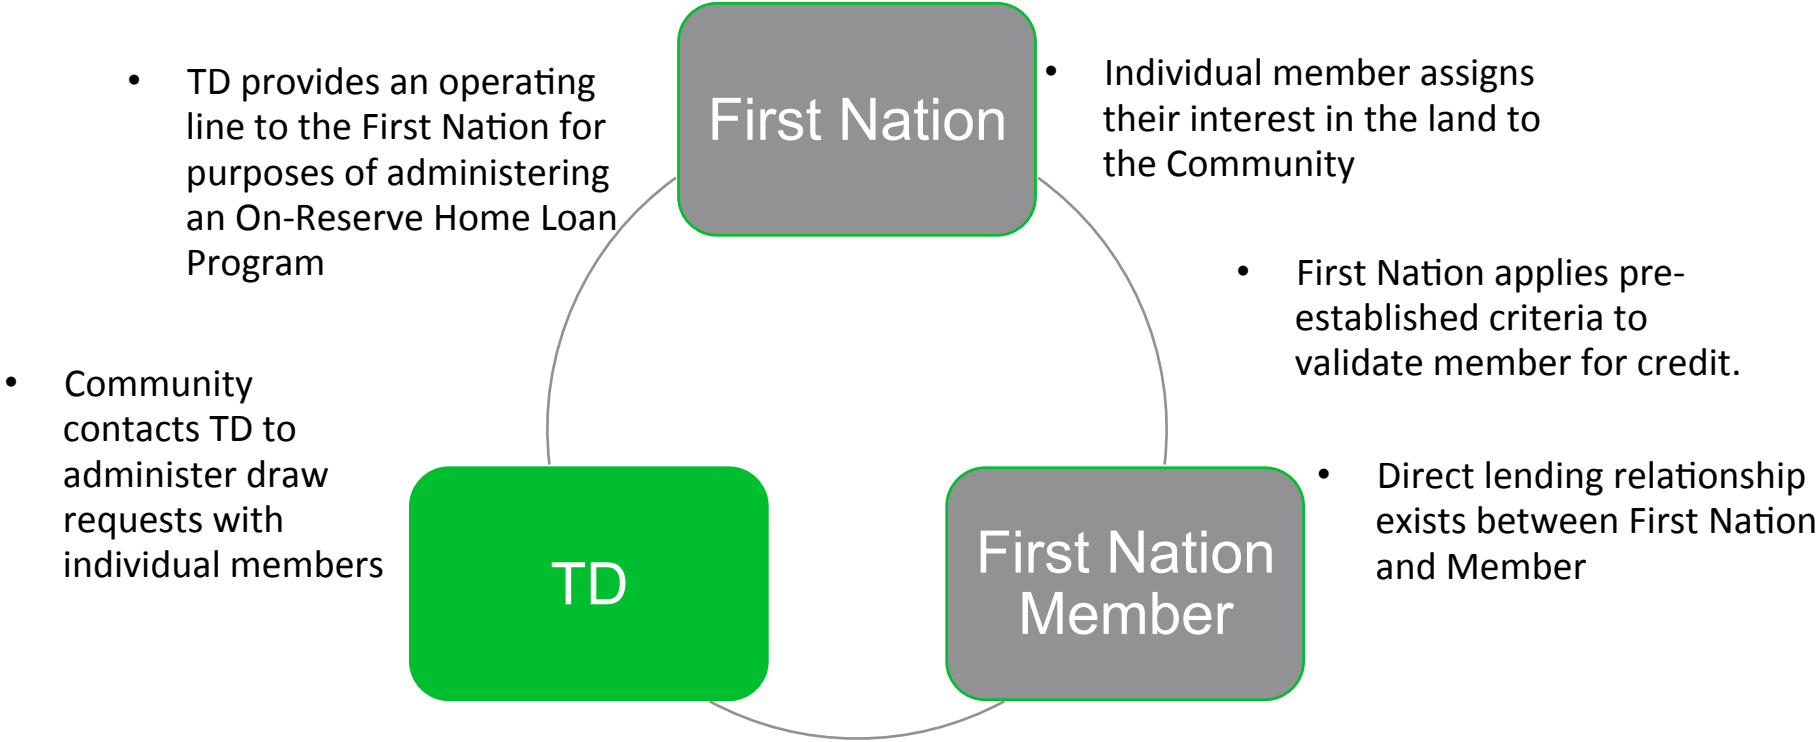 • TD provides an operating
line to the First Nation for
purposes of administering
an On-Reserve Home Loan
Program
• Community
contacts TD to
administer draw
requests with
individual members
First Nation
• Individual member assigns
their interest in the land to
the Community
• First Nation applies pre-
established criteria to
validate member for credit.
• Direct lending relationship
exists between First Nation
and Member
TD
First Nation
Member